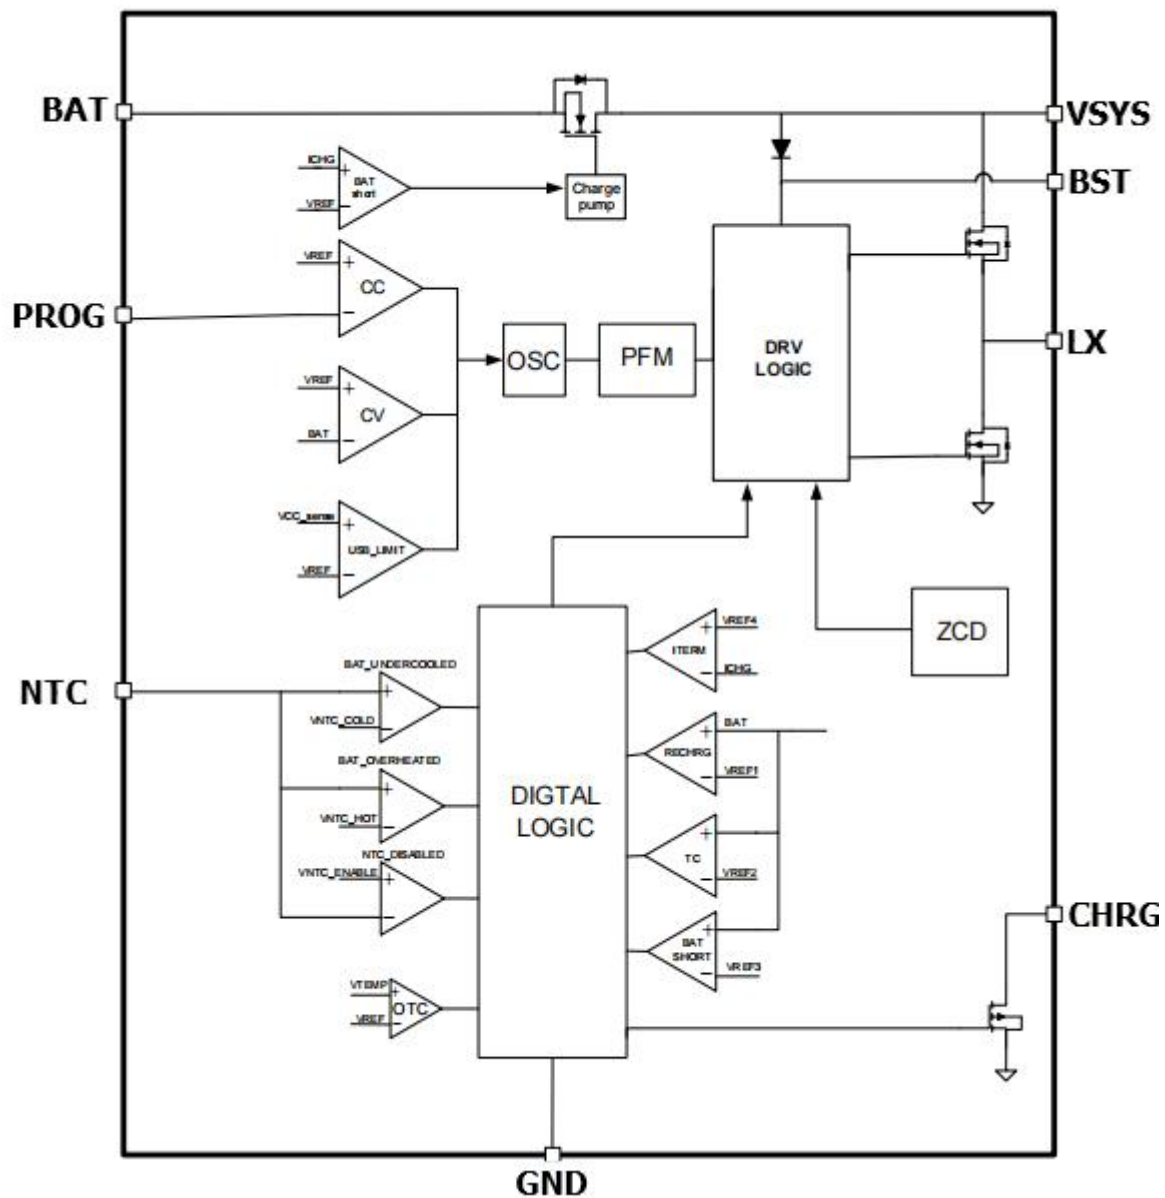 BAT
VSYS
ICHG
+
BAT
short
VREF
−
Charge
pump
BST
VREF
+
CC
−
PROG
OSC
PFM
DRV
LOGIC
LX
VREF
+
CV
BAT
−
VCC_sense
+
USB_LIMIT
VREF
−
ZCD
NTC
BAT_UNDERCOOLED
+
VNTC_COLD
−
BAT_OVERHEATED
+
VNTC_HOT
−
NTC_DISABLED
VNTC_ENABLE
+
−
VTEMP
+
OTC
VREF
−
DIGTAL
LOGIC
VREF4
+
ITERM
ICHG
−
BAT
+
RECHRG
VREF1
−
+
TC
VREF2
−
+
BAT
SHORT
VREF3
−
CHRG
GND